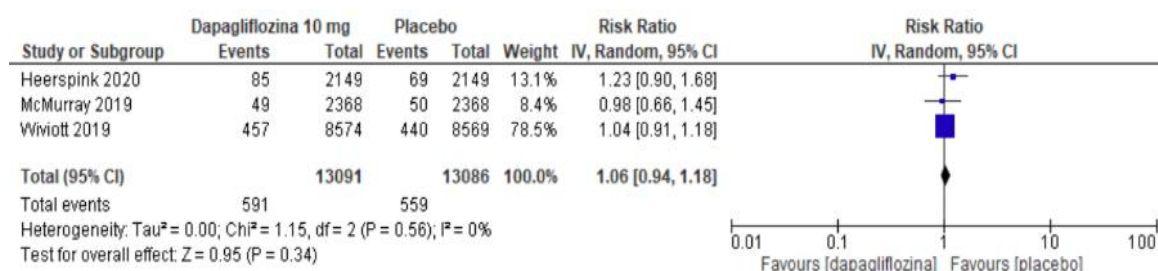 Dapagliflozina 10 mg Placebo Risk Ratio Risk Ratio
Study or Subgroup Events Total Events Total Weight IV, Random, 95% CI IV, Random, 95% CI
Heerspink 2020 85 2149 69 2149 13.1% 1.23 [0.90, 1.68]
McMurray 2019 49 2368 50 2368 8.4% 0.98 [0.66, 1.45]
Wiviott 2019 457 8574 440 8569 78.5% 1.04 [0.91, 1.18]
Total (95% CI) 13091 13086 100.0% 1.06 [0.94, 1.18]
Total events 591 559
Heterogeneity: Tau² = 0.00; Chi² = 1.15, df = 2 (P = 0.56); I² = 0%
Test for overall effect: Z = 0.95 (P = 0.34)
0.01 0.1 1 10 100
Favours [dapagliflozina] Favours [placebo]